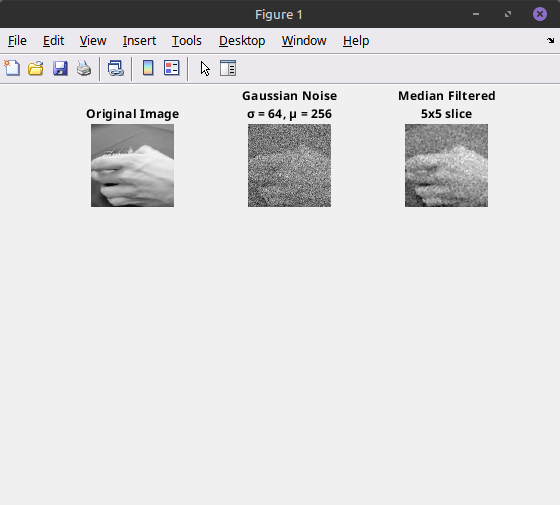 Figure 1
File Edit View Insert Tools Desktop Window Help
Original Image
Gaussian Noise
σ = 64, μ = 256
Median Filtered
5x5 slice